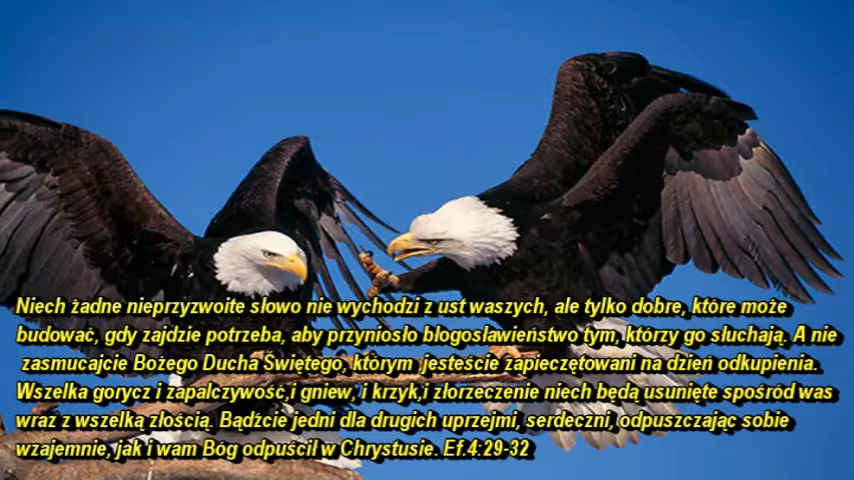 Niech żadne nieprzyzwoite słowo nie wychodzi z ust waszych, ale tylko dobre, które może
budować, gdy zajdzie potrzeba, aby przyniosło błogosławieństwo tym, którzy go słuchają. A nie
zasmucajcie Bożego Ducha Świętego, którym jesteście zapieczętowani na dzień odkupienia.
Wszelka gorycz i zapalczywość,i gniew, i krzyk,i złorzeczenie niech będą usunięte spośród was
wraz z wszelką złością. Bądźcie jedni dla drugich uprzejmi, serdeczni, odpuszczając sobie
wzajemnie, jak i wam Bóg odpuścił w Chrystusie. Ef.4:29-32